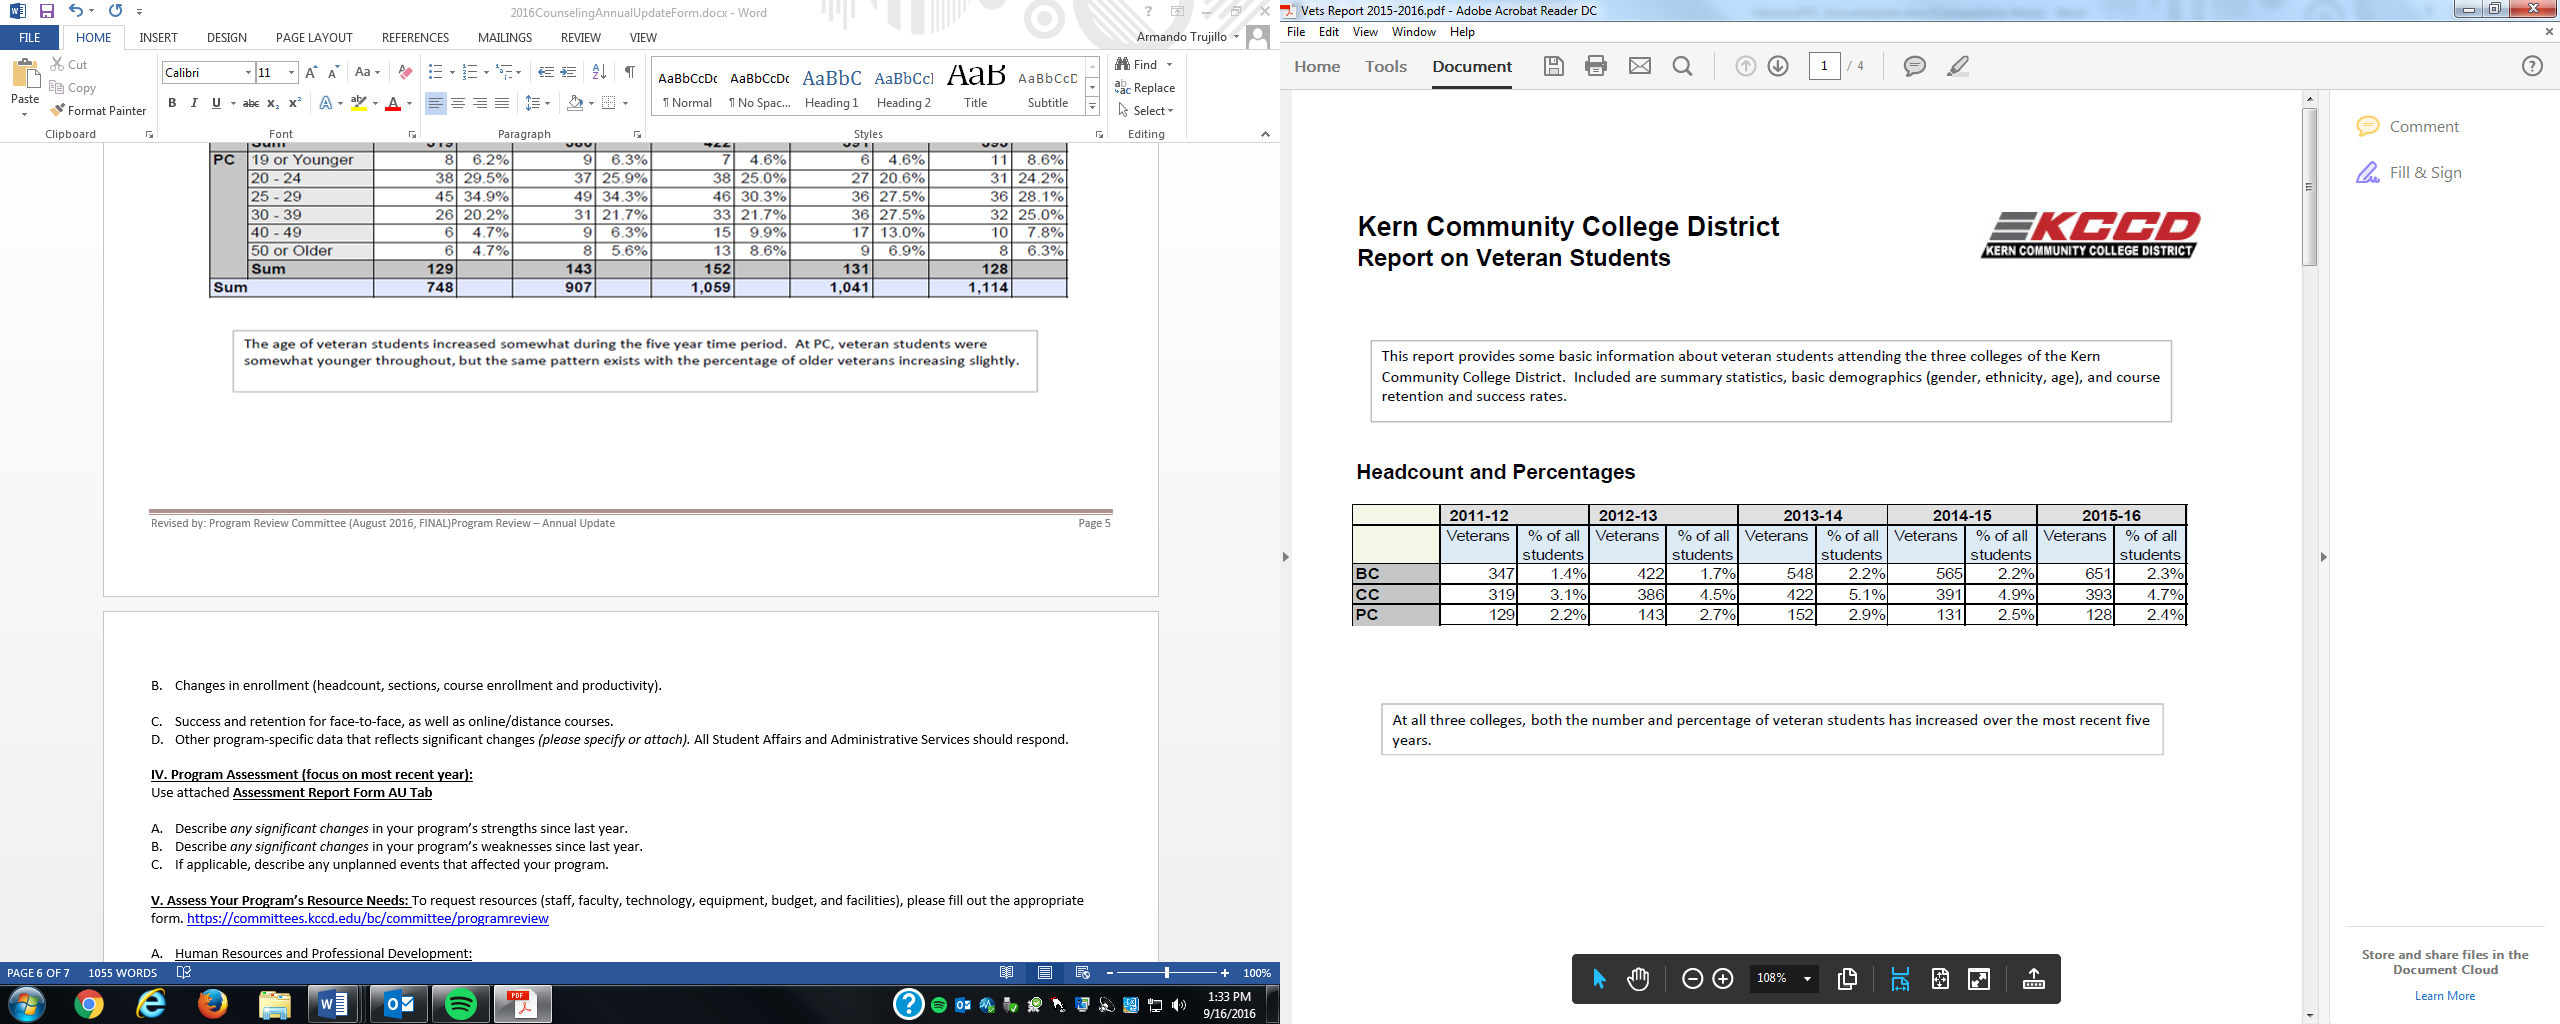 2016CounselingAnnualUpdateForm.docx - Word
FILE HOME INSERT DESIGN PAGE LAYOUT REFERENCES MAILINGS REVIEW VIEW
Armando Trujillo
Paste
Cut
Copy
Format Painter
Calibri 11
AaBbCcDc AaBbCcDc AaBbC AaBbCcI AaB AaBbCcD
¶ Normal ¶ No Spac... Heading 1 Heading 2 Title Subtitle
Find
Replace
Select
Clipboard Font Paragraph Styles Editing
Sum 319 386 422 391 393
PC 19 or Younger 8 6.2% 9 6.3% 7 4.6% 6 4.6% 11 8.6%
20 - 24 38 29.5% 37 25.9% 38 25.0% 27 20.6% 31 24.2%
25 - 29 45 34.9% 49 34.3% 46 30.3% 36 27.5% 36 28.1%
30 - 39 26 20.2% 31 21.7% 33 21.7% 36 27.5% 32 25.0%
40 - 49 6 4.7% 9 6.3% 15 9.9% 17 13.0% 10 7.8%
50 or Older 6 4.7% 8 5.6% 13 8.6% 9 6.9% 8 6.3%
Sum 129 143 152 131 128
Sum 748 907 1,059 1,041 1,114
The age of veteran students increased somewhat during the five year time period. At PC, veteran students were
somewhat younger throughout, but the same pattern exists with the percentage of older veterans increasing slightly.
Revised by: Program Review Committee (August 2016, FINAL)Program Review – Annual Update Page 5
B. Changes in enrollment (headcount, sections, course enrollment and productivity).
C. Success and retention for face-to-face, as well as online/distance courses.
D. Other program-specific data that reflects significant changes (please specify or attach). All Student Affairs and Administrative Services should respond.
IV. Program Assessment (focus on most recent year):
Use attached Assessment Report Form AU Tab
A. Describe any significant changes in your program's strengths since last year.
B. Describe any significant changes in your program's weaknesses since last year.
C. If applicable, describe any unplanned events that affected your program.
V. Assess Your Program's Resource Needs: To request resources (staff, faculty, technology, equipment, budget, and facilities), please fill out the appropriate
form. https://committees.kccd.edu/bc/committee/programreview
A. Human Resources and Professional Development:
PAGE 6 OF 7 1055 WORDS 100%
1:33 PM
9/16/2016
Vets Report 2015-2016.pdf - Adobe Acrobat Reader DC
File Edit View Window Help
Home Tools Document 1 / 4
Comment
Fill & Sign
Kern Community College District
Report on Veteran Students
KCCD
KERN COMMUNITY COLLEGE DISTRICT
This report provides some basic information about veteran students attending the three colleges of the Kern
Community College District. Included are summary statistics, basic demographics (gender, ethnicity, age), and course
retention and success rates.
Headcount and Percentages
2011-12 2012-13 2013-14 2014-15 2015-16
Veterans % of all students Veterans % of all students Veterans % of all students Veterans % of all students Veterans % of all students
BC 347 1.4% 422 1.7% 548 2.2% 565 2.2% 651 2.3%
CC 319 3.1% 386 4.5% 422 5.1% 391 4.9% 393 4.7%
PC 129 2.2% 143 2.7% 152 2.9% 131 2.5% 128 2.4%
At all three colleges, both the number and percentage of veteran students has increased over the most recent five
years.
108%
Store and share files in the
Document Cloud
Learn More